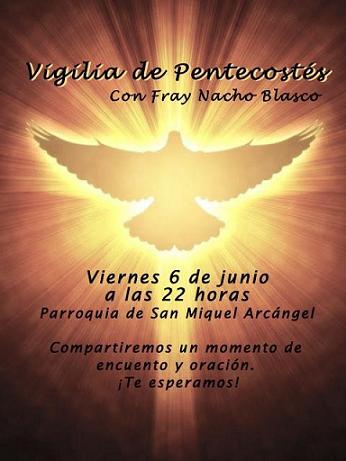 Vigilia de Pentecostés
Con Fray Nacho Blasco
Viernes 6 de junio
a las 22 horas
Parroquia de San Miquel Arcángel
Compartiremos un momento de
encuento y oración.
¡Te esperamos!